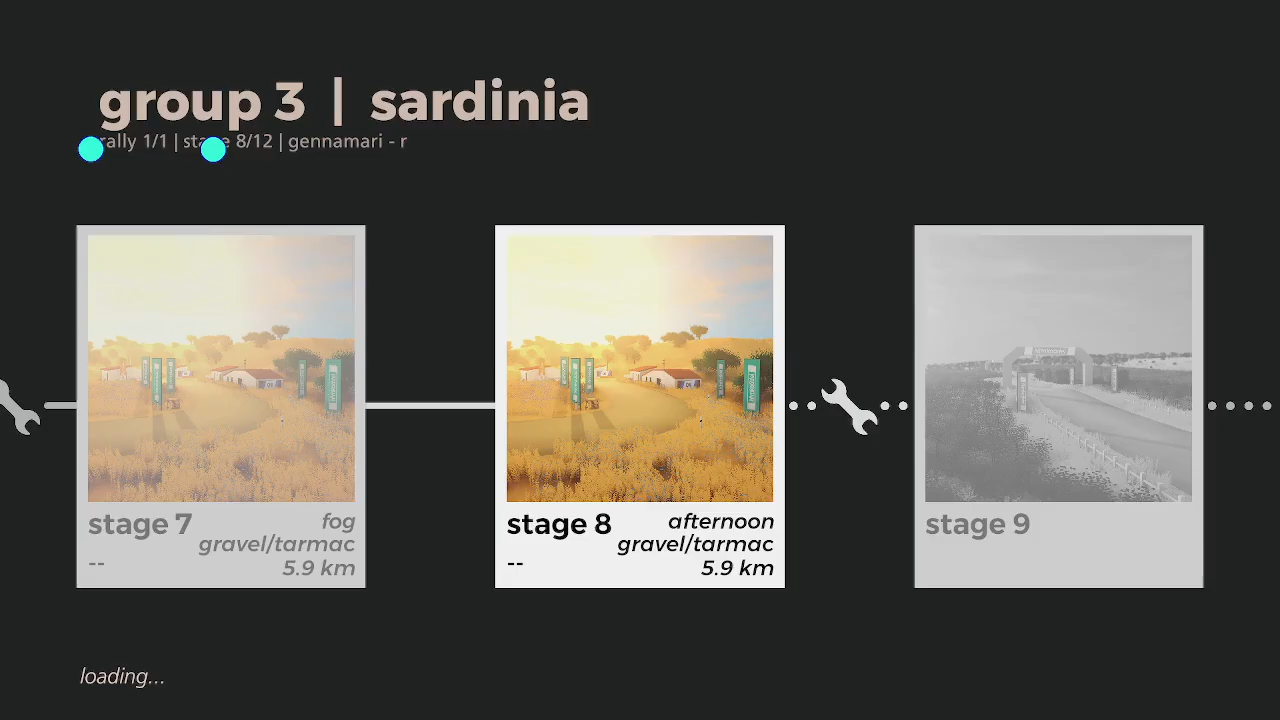 group 3 | sardinia
rally 1/1 | stage 8/12 | gennamari - r
stage 7
fog
gravel/tarmac
--
5.9 km
stage 8
afternoon
gravel/tarmac
--
5.9 km
stage 9
loading...